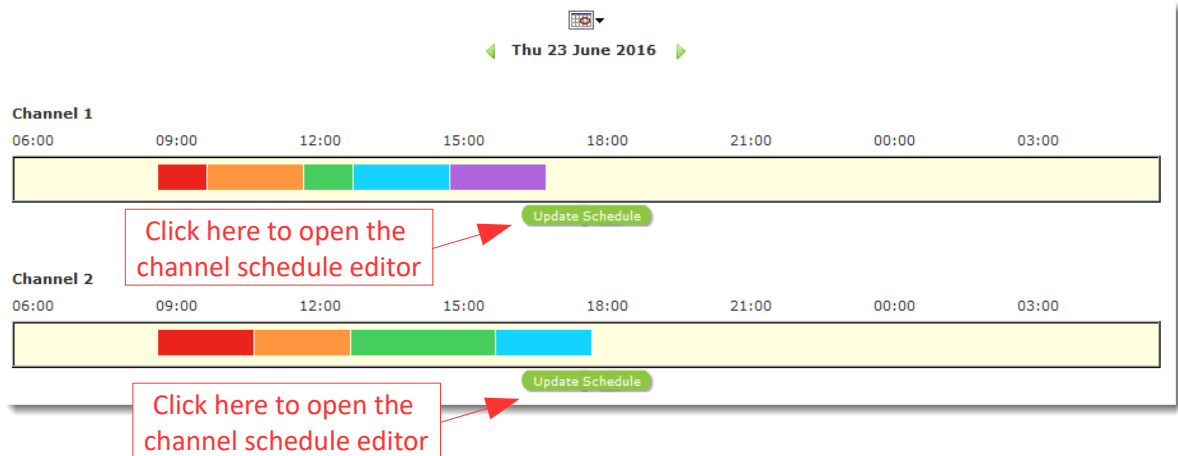 Thu 23 June 2016
Channel 1
06:00 09:00 12:00 15:00 18:00 21:00 00:00 03:00
Update Schedule
Click here to open the
channel schedule editor
Channel 2
06:00 09:00 12:00 15:00 18:00 21:00 00:00 03:00
Update Schedule
Click here to open the
channel schedule editor